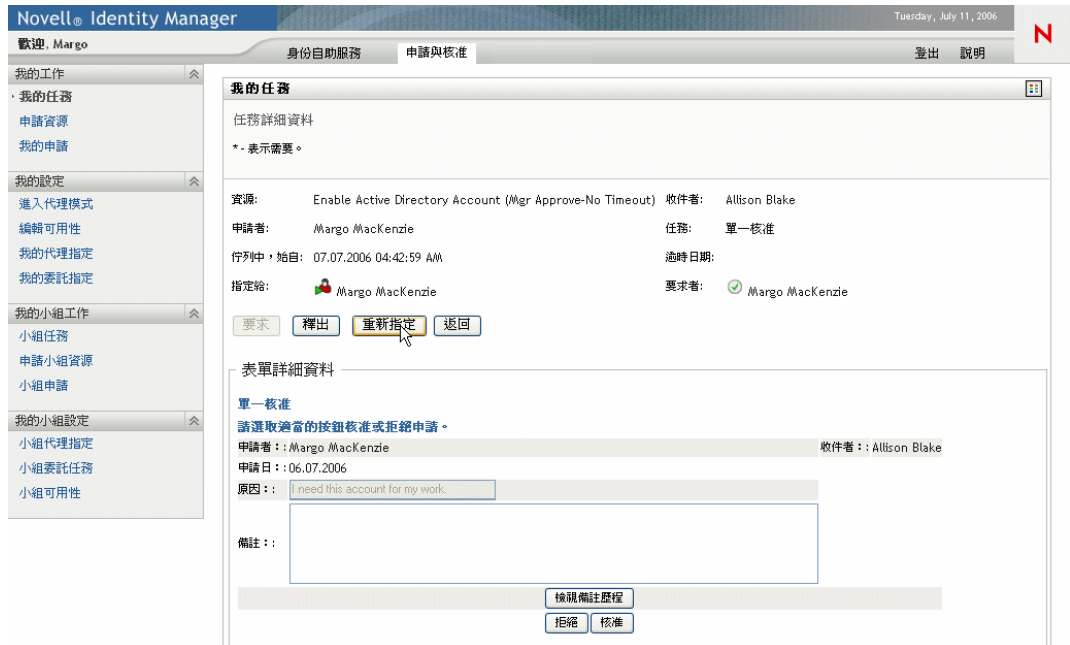 Novell® Identity Manager
Tuesday, July 11, 2006
歡迎, Margo
N
身份自助服務 申請與核准 登出 說明
我的工作
我的任務
申請資源
我的申請
我的設定
進入代理模式
編輯可用性
我的代理指定
我的委託指定
我的小組工作
小組任務
申請小組資源
小組申請
我的小組設定
小組代理指定
小組委託任務
小組可用性
我的任務
任務詳細資料
* - 表示需要。
資源: Enable Active Directory Account (Mgr Approve-No Timeout) 收件者: Allison Blake
申請者: Margo MacKenzie 任務: 單一核准
佇列中，始自: 07.07.2006 04:42:59 AM 逾時日期:
指定給: Margo MacKenzie 要求者: Margo MacKenzie
要求 釋出 重新指定 返回
表單詳細資料
單一核准
請選取適當的按鈕核准或拒絕申請。
申請者：: Margo MacKenzie 收件者：: Allison Blake
申請日：: 06.07.2006
原因：: I need this account for my work.
備註：:
檢視備註歷程
拒絕 核准